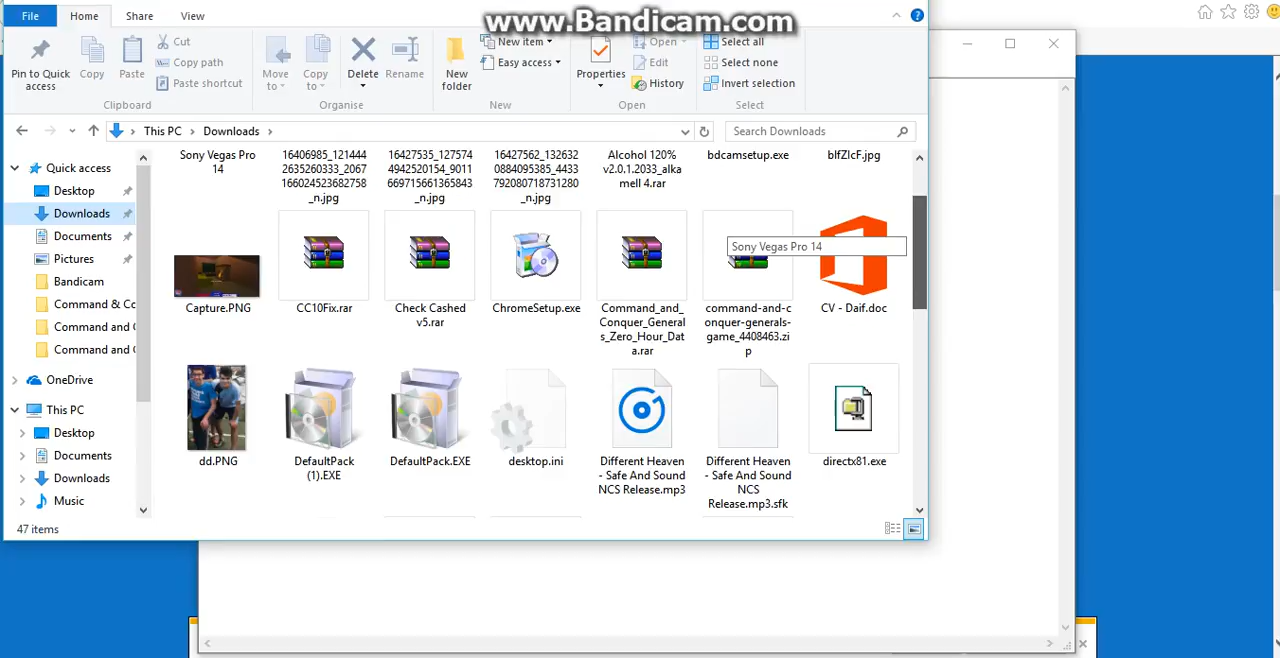 www.Bandicam.com
File
Home
Share
View
Pin to Quick
access
Copy
Paste
Cut
Copy path
Paste shortcut
Move
to
Copy
to
Delete
Rename
New
folder
New item
Easy access
Properties
Open
Edit
History
Select all
Select none
Invert selection
Clipboard
Organise
New
Open
Select
This PC
Downloads
Search Downloads
Quick access
Desktop
Downloads
Documents
Pictures
Bandicam
Command & Co
Command and C
Command and C
OneDrive
This PC
Desktop
Documents
Downloads
Music
Sony Vegas Pro
14
16406985_121444
2635260333_2067
166024523682758
_n.jpg
16427535_127574
4942520154_9011
669715661365843
_n.jpg
16427562_132632
0884095385_4433
792080718731280
_n.jpg
Alcohol 120%
v2.0.1.2033_alka
mell 4.rar
bdcamsetup.exe
blfZlcF.jpg
Sony Vegas Pro 14
Capture.PNG
CC10Fix.rar
Check Cashed
v5.rar
ChromeSetup.exe
Command_and_
Conquer_General
s_Zero_Hour_Dat
a.rar
command-and-c
onquer-generals-
game_4408463.zi
p
CV - Daif.doc
dd.PNG
DefaultPack
(1).EXE
DefaultPack.EXE
desktop.ini
Different Heaven
- Safe And Sound
NCS Release.mp3
Different Heaven
- Safe And Sound
NCS
Release.mp3.sfk
directx81.exe
47 items